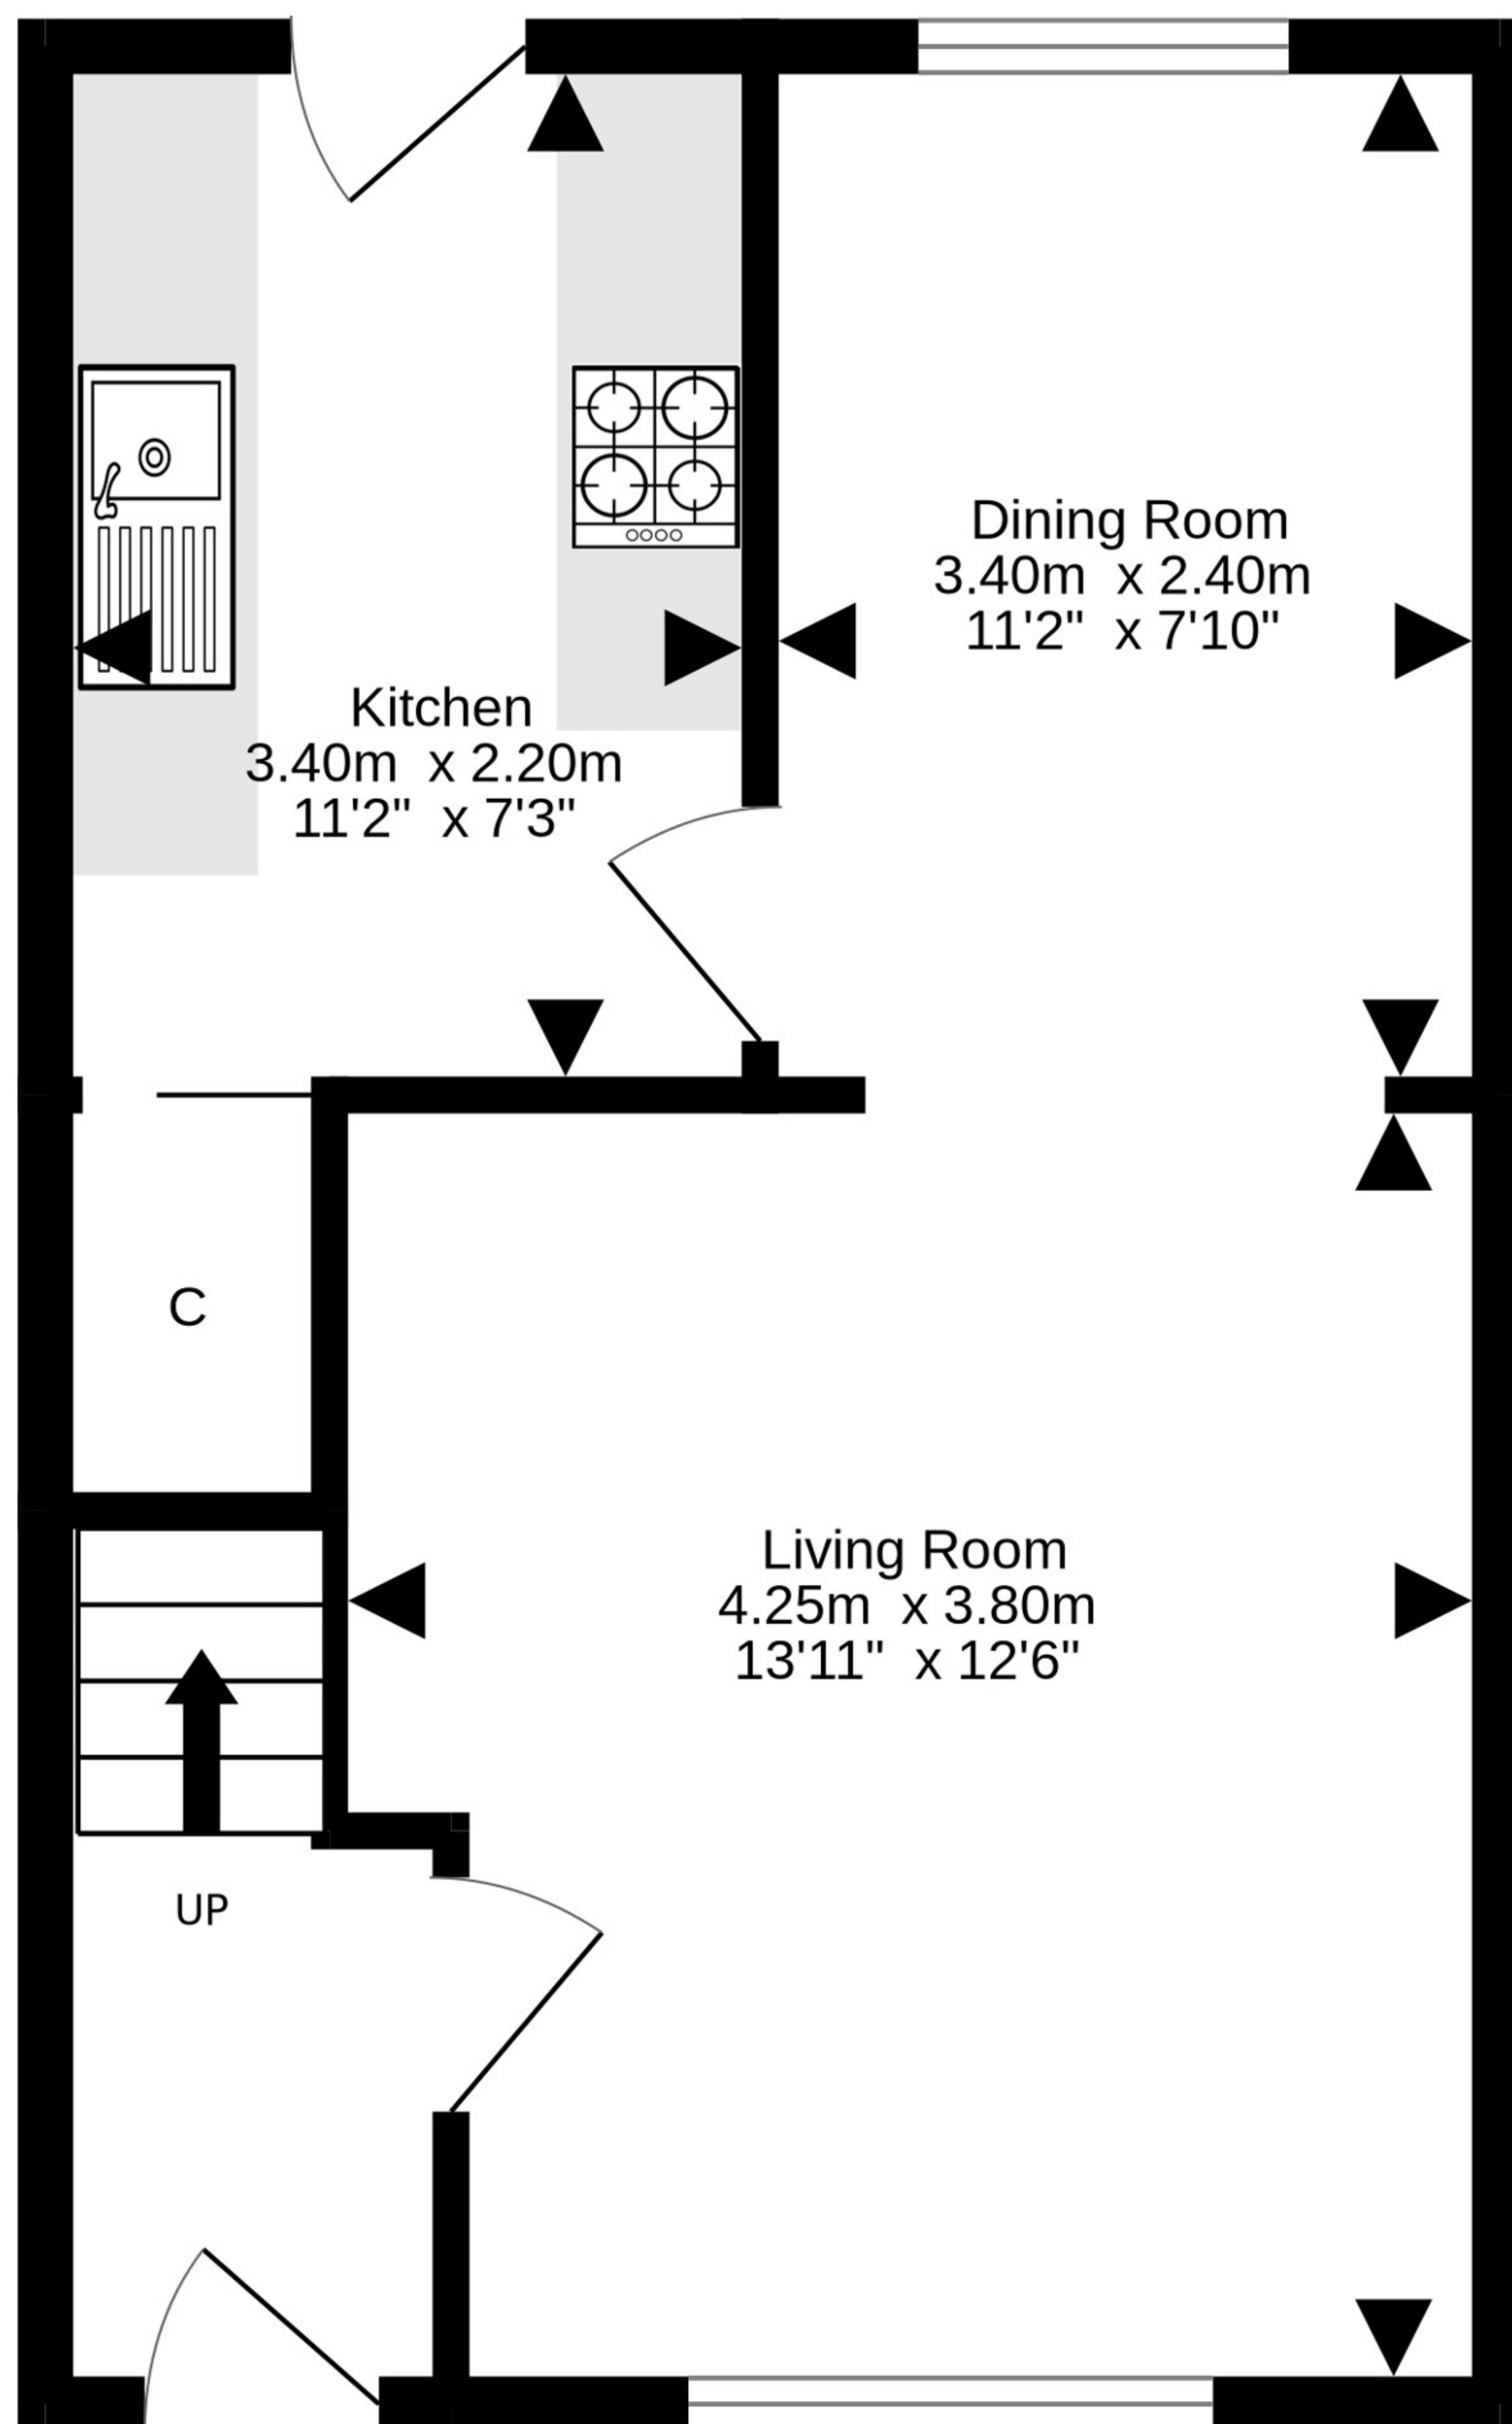 Dining Room
3.40m x 2.40m
11'2" x 7'10"
Kitchen
3.40m x 2.20m
11'2" x 7'3"
C
Living Room
4.25m x 3.80m
13'11" x 12'6"
UP